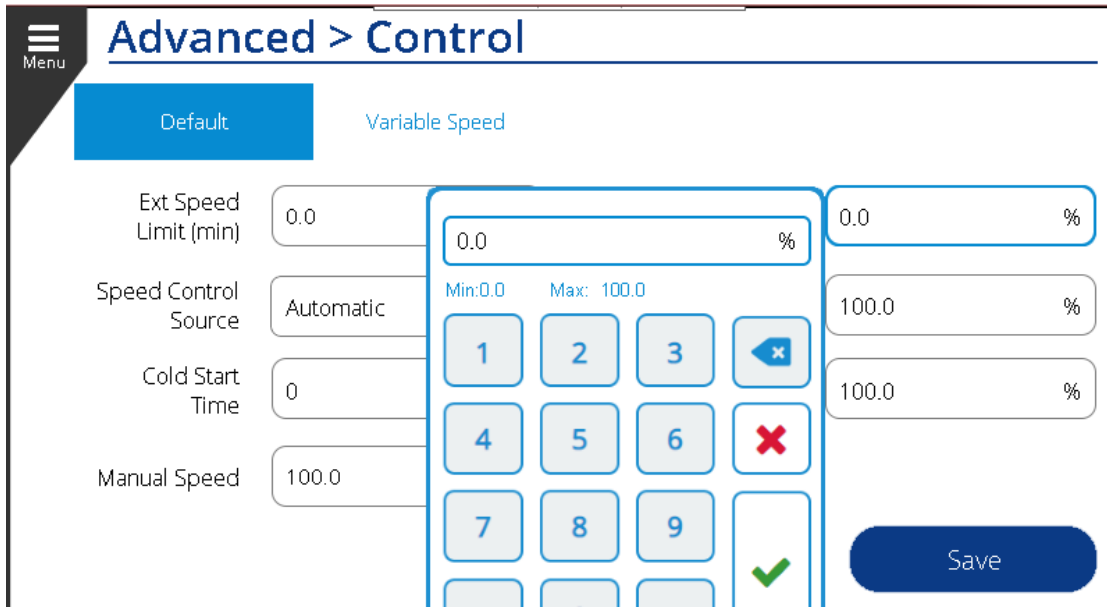 Advanced > Control
Menu
Default
Variable Speed
Ext Speed
Limit (min)
0.0
0.0 %
0.0 %
Min:0.0 Max: 100.0
Speed Control
Source
Automatic
100.0 %
1 2 3
Cold Start
Time
0
100.0 %
4 5 6
Manual Speed
100.0
7 8 9
Save